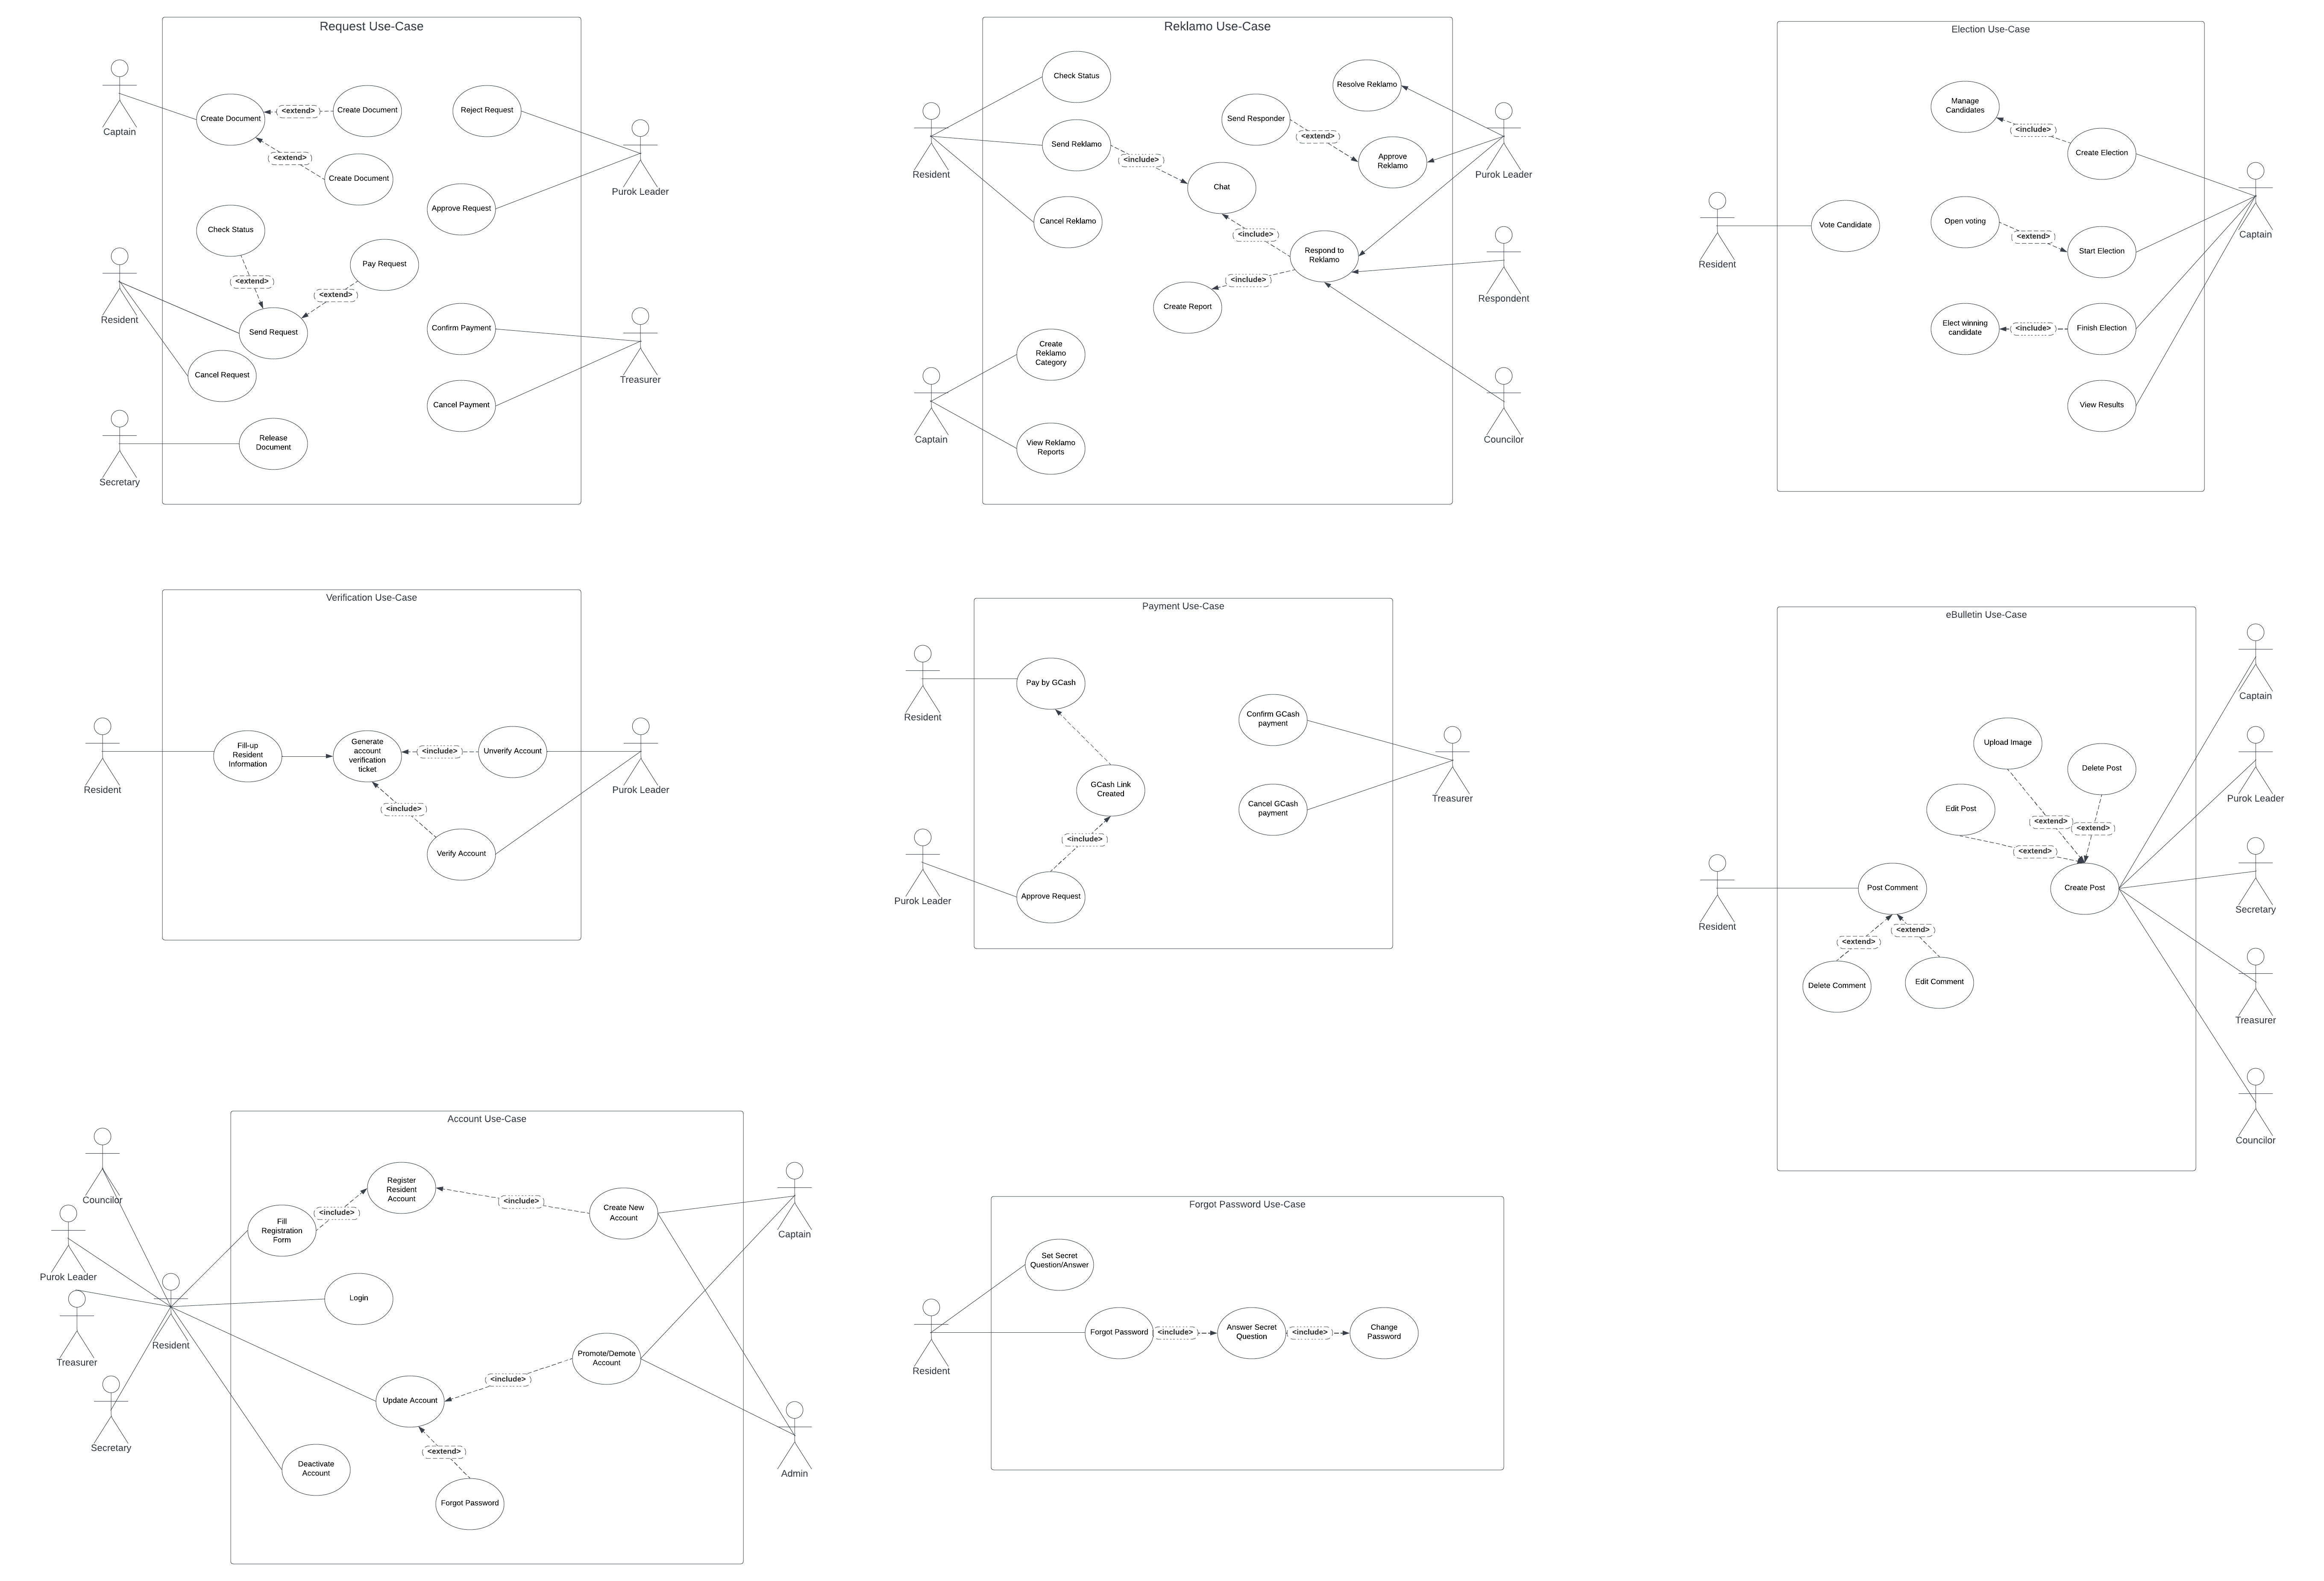 Request Use-Case
Captain
Create Document
<extend>
Create Document
<extend>
Create Document
Reject Request
Purok Leader
Approve Request
Check Status
<extend>
Pay Request
<extend>
Resident
Send Request
Cancel Request
Confirm Payment
Treasurer
Cancel Payment
Secretary
Release
Document
Reklamo Use-Case
Check Status
Resolve Reklamo
Send Responder
<extend>
Resident
Send Reklamo
<include>
Approve
Reklamo
Purok Leader
Chat
Cancel Reklamo
<include>
Respond to
Reklamo
<include>
Respondent
Create Report
Create
Reklamo
Category
Captain
Councilor
View Reklamo
Reports
Election Use-Case
Manage
Candidates
<include>
Create Election
Resident
Vote Candidate
Open voting
<extend>
Start Election
Captain
Elect winning
candidate
<include>
Finish Election
View Results
Verification Use-Case
Resident
Fill-up
Resident
Information
Generate
account
verification
ticket
<include>
Unverify Account
Purok Leader
<include>
Verify Account
Payment Use-Case
Resident
Pay by GCash
Confirm GCash
payment
GCash Link
Created
Cancel GCash
payment
Treasurer
<include>
Purok Leader
Approve Request
eBulletin Use-Case
Captain
Upload Image
Delete Post
Edit Post
Purok Leader
<extend>
<extend>
<extend>
Resident
Post Comment
Create Post
Secretary
<extend>
<extend>
Delete Comment
Edit Comment
Treasurer
Councilor
Account Use-Case
Councilor
Register
Resident
Account
<include>
<include>
Create New
Account
Fill
Registration
Form
Captain
Purok Leader
Login
Resident
Treasurer
Promote/Demote
Account
<include>
Update Account
Secretary
<extend>
Deactivate
Account
Admin
Forgot Password
Forgot Password Use-Case
Set Secret
Question/Answer
Resident
Forgot Password
<include>
Answer Secret
Question
<include>
Change
Password